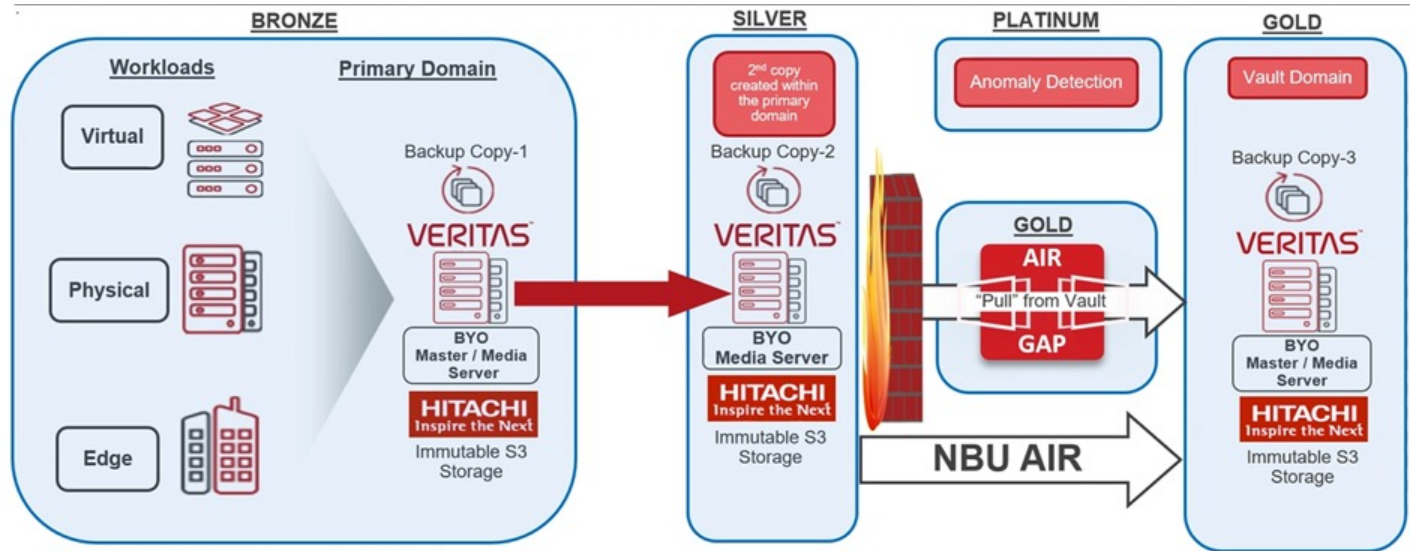 BRONZE
Workloads
Primary Domain
Virtual
Physical
Edge
Backup Copy-1
VERITAS™
BYO
Master / Media
Server
HITACHI
Inspire the Next
Immutable S3
Storage
SILVER
2nd copy
created within
the primary
domain
Backup Copy-2
VERITAS™
BYO
Media Server
HITACHI
Inspire the Next
Immutable S3
Storage
PLATINUM
Anomaly Detection
GOLD
AIR
"Pull" from Vault
GAP
NBU AIR
GOLD
Vault Domain
Backup Copy-3
VERITAS™
BYO
Master / Media
Server
HITACHI
Inspire the Next
Immutable S3
Storage